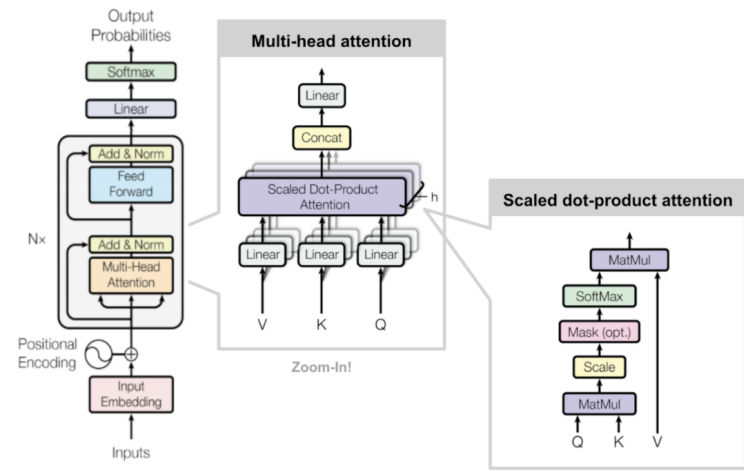 Output
Probabilities
Softmax
Linear
Add & Norm
Feed
Forward
Nx
Add & Norm
Multi-Head
Attention
Positional
Encoding
Input
Embedding
Inputs
Multi-head attention
Linear
Concat
Scaled Dot-Product
Attention
h
Linear Linear Linear
V K Q
Zoom-In!
Scaled dot-product attention
MatMul
SoftMax
Mask (opt.)
Scale
MatMul
Q K V